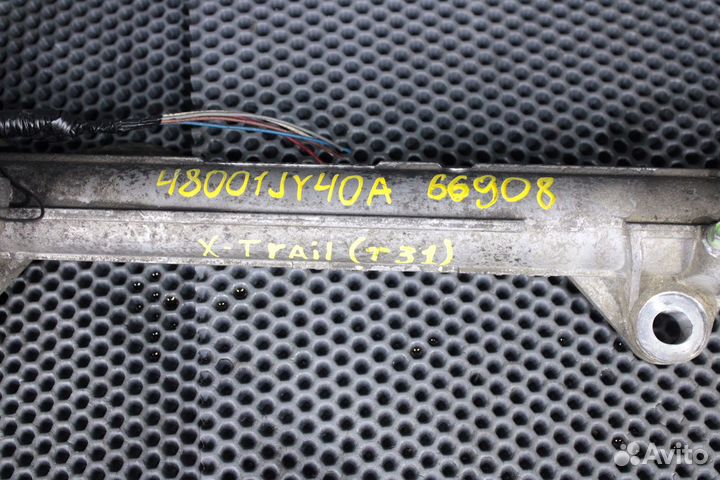 48001JY40A 66908
X-Trail (T31)
Avito